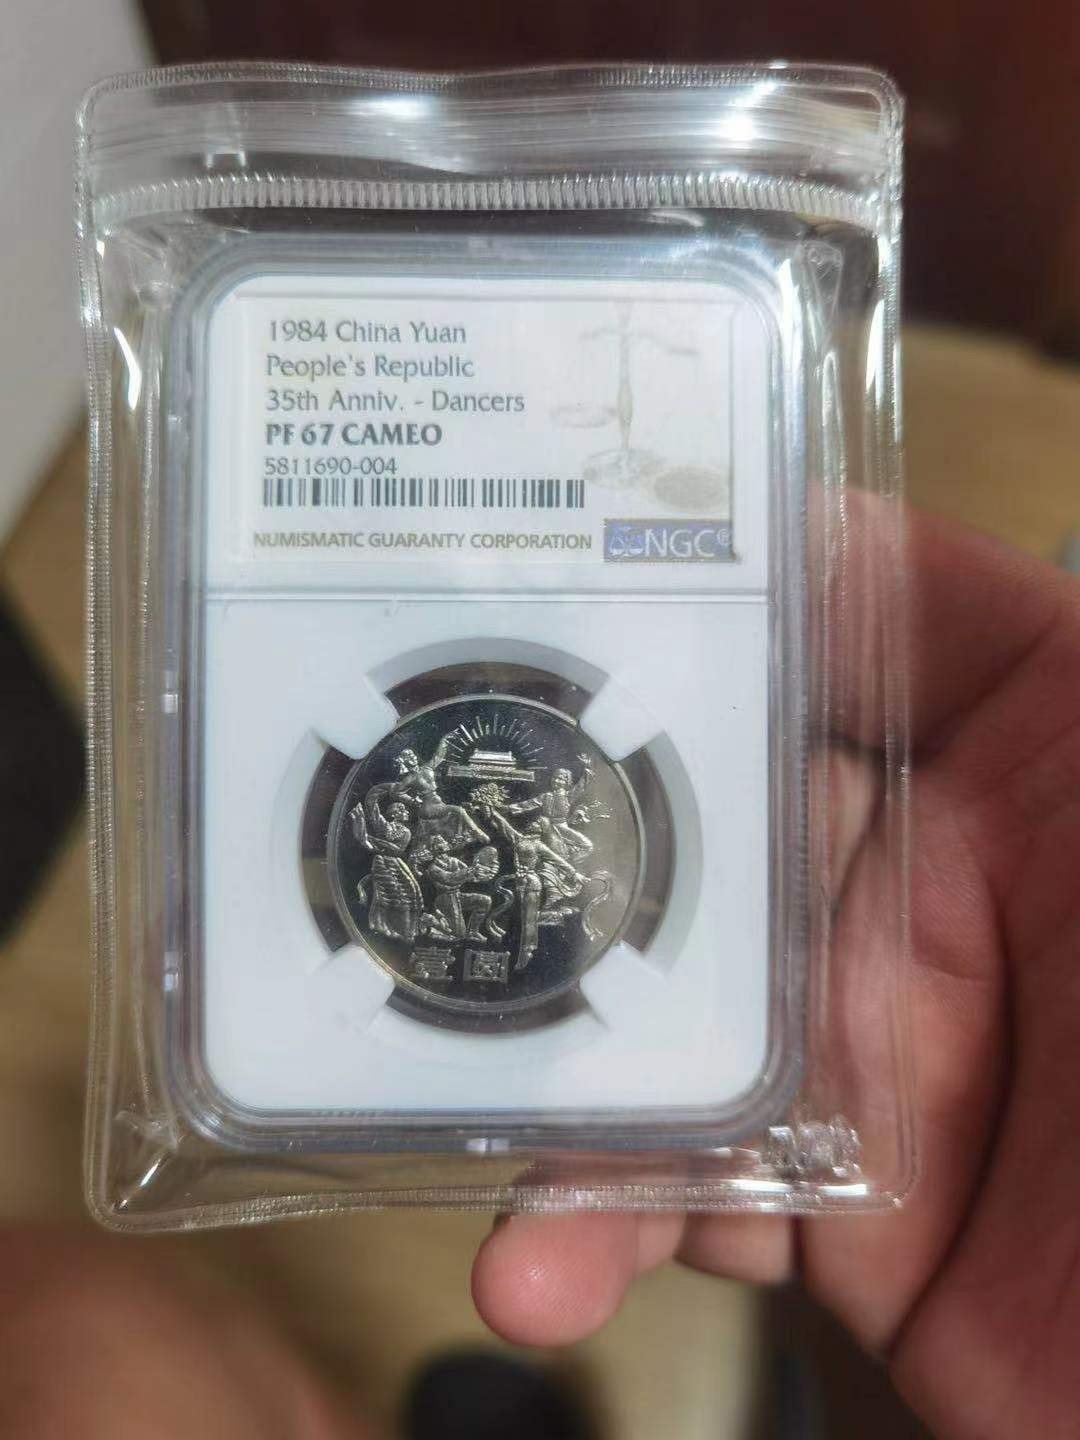 1984 China Yuan
People's Republic
35th Anniv. - Dancers
PF 67 CAMEO
5811690-004
NUMISMATIC GUARANTY CORPORATION NGC®
壹圆